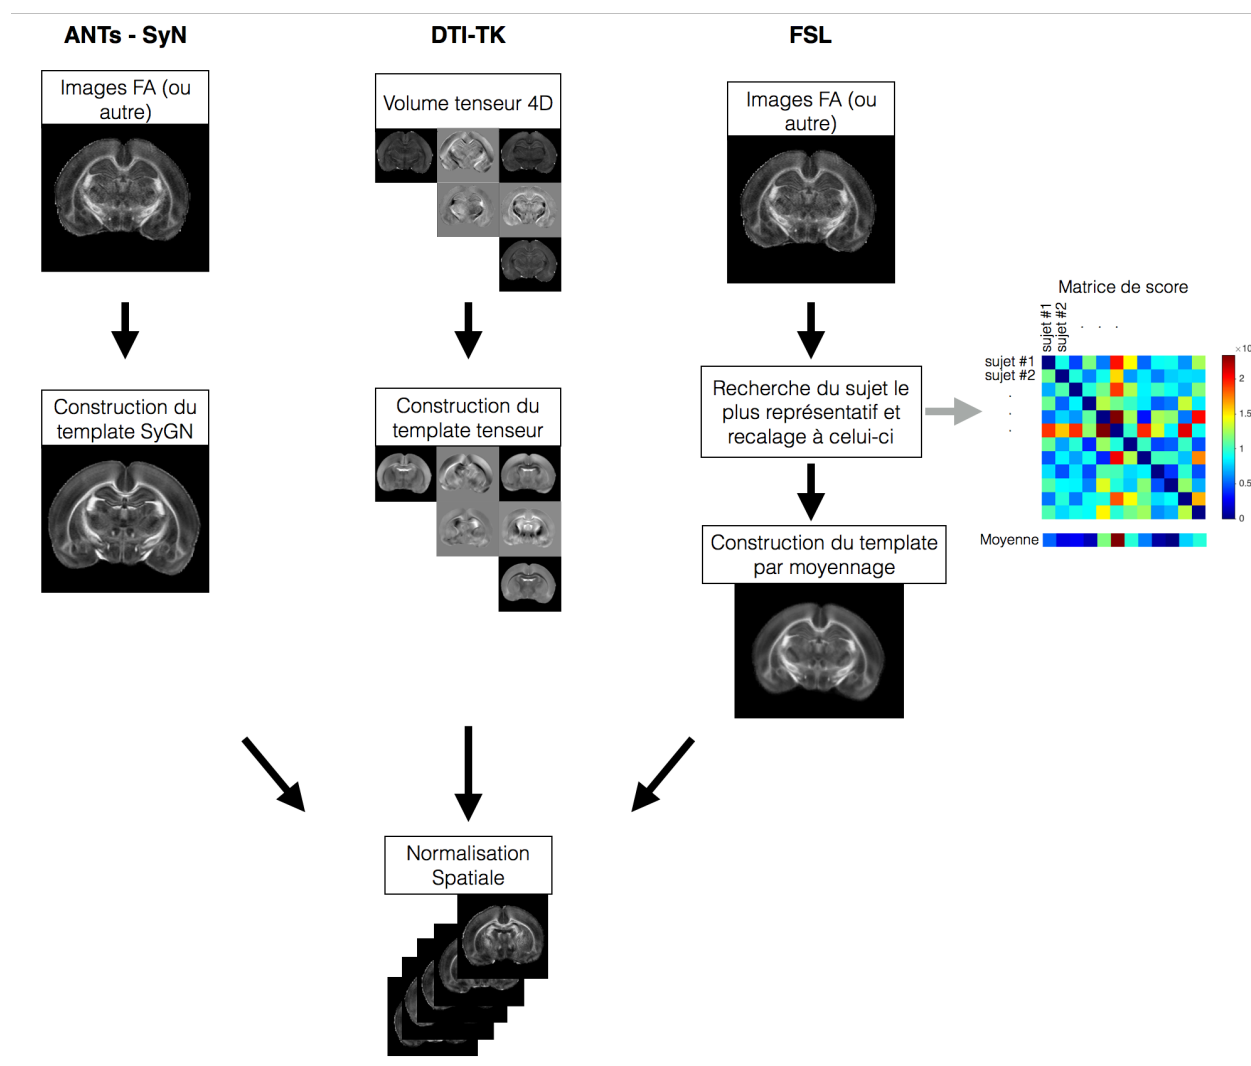 ANTs - SyN
DTI-TK
FSL
Images FA (ou
autre)
Volume tenseur 4D
Images FA (ou
autre)
Construction du
template SyGN
Construction du
template tenseur
Recherche du sujet le
plus représentatif et
recalage à celui-ci
Matrice de score
sujet #1
sujet #2
. . .
sujet #1
sujet #2
.
.
.
×10
2
1.5
1
0.5
0
Moyenne
Construction du template
par moyennage
Normalisation
Spatiale